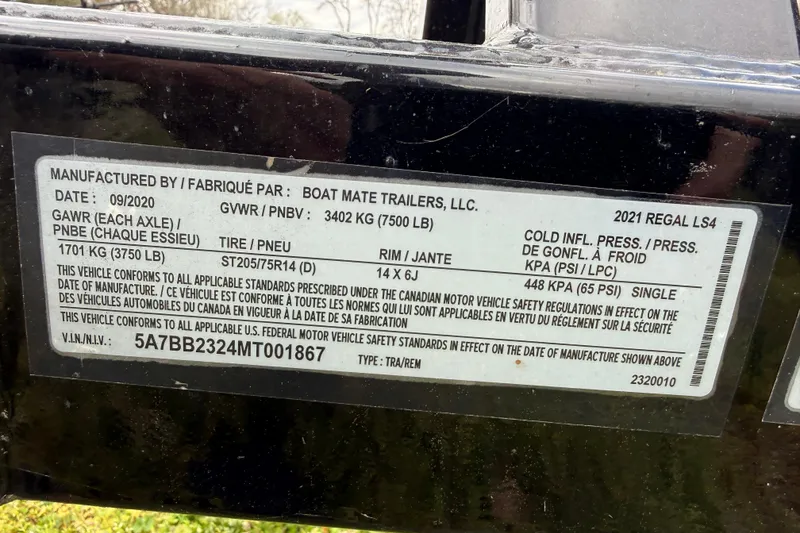 MANUFACTURED BY / FABRIQUÉ PAR : BOAT MATE TRAILERS, LLC.
DATE : 09/2020 GVWR / PNBV : 3402 KG (7500 LB) 2021 REGAL LS4
GAWR (EACH AXLE) / PNBE (CHAQUE ESSIEU) TIRE / PNEU RIM / JANTE COLD INFL. PRESS. / PRESS. DE GONFL. À FROID KPA (PSI / LPC)
1701 KG (3750 LB) ST205/75R14 (D) 14 X 6J 448 KPA (65 PSI) SINGLE
THIS VEHICLE CONFORMS TO ALL APPLICABLE STANDARDS PRESCRIBED UNDER THE CANADIAN MOTOR VEHICLE SAFETY REGULATIONS IN EFFECT ON THE
DATE OF MANUFACTURE. / CE VÉHICULE EST CONFORME À TOUTES LES NORMES QUI LUI SONT APPLICABLES EN VERTU DU RÈGLEMENT SUR LA SÉCURITÉ
DES VÉHICULES AUTOMOBILES DU CANADA EN VIGUEUR À LA DATE DE SA FABRICATION
THIS VEHICLE CONFORMS TO ALL APPLICABLE U.S. FEDERAL MOTOR VEHICLE SAFETY STANDARDS IN EFFECT ON THE DATE OF MANUFACTURE SHOWN ABOVE
V.I.N./N.I.V. : 5A7BB2324MT001867 TYPE : TRA/REM 2320010